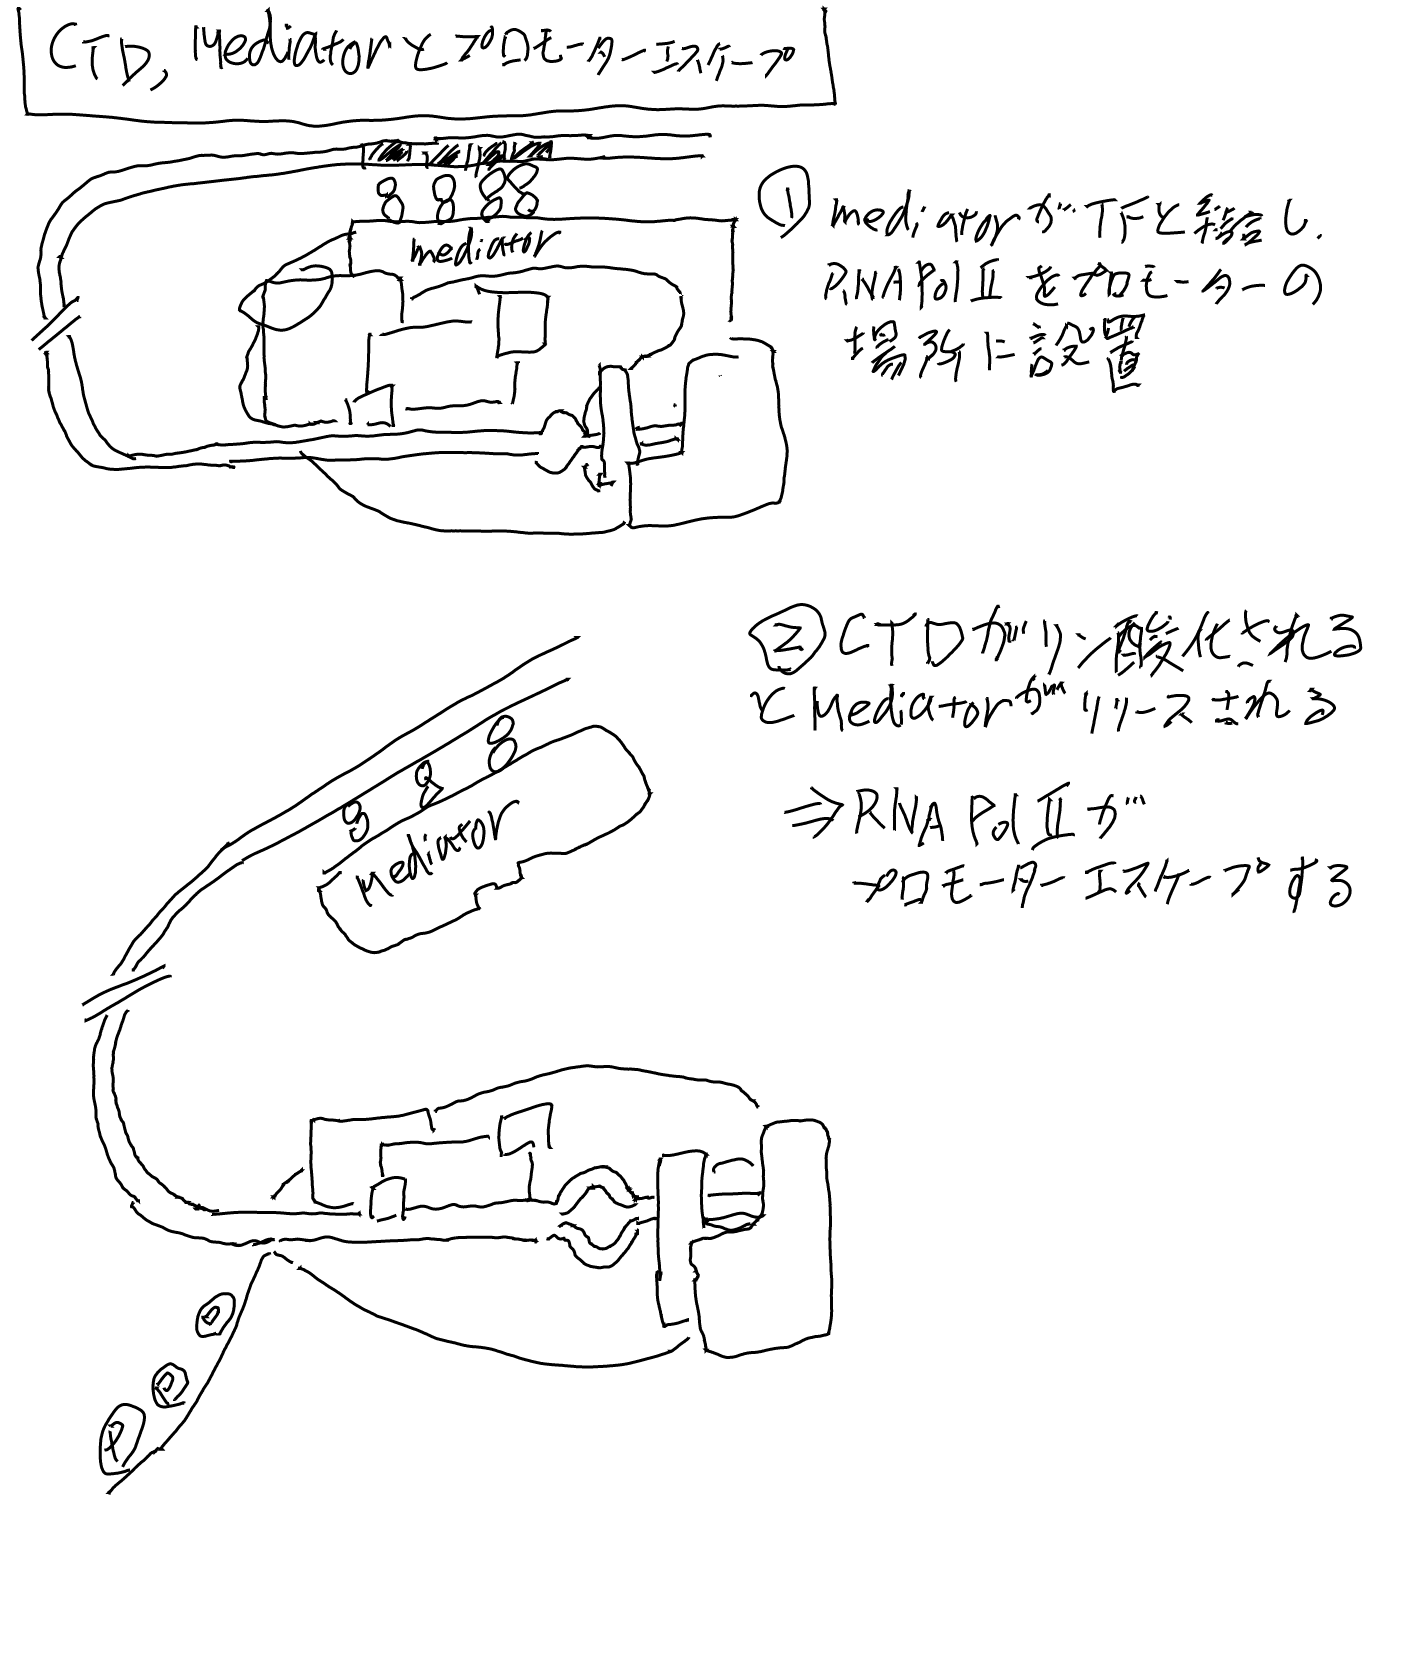 CTD, Mediatorとプロモーターエスケープ
mediator
① mediatorがTFと結合し、
RNA Pol Ⅱをプロモーターの
場所に設置
② CTDがリン酸化される
とMediatorがリリースされる
⇒RNA Pol Ⅱが
プロモーターエスケープする
Mediator
P
P
P